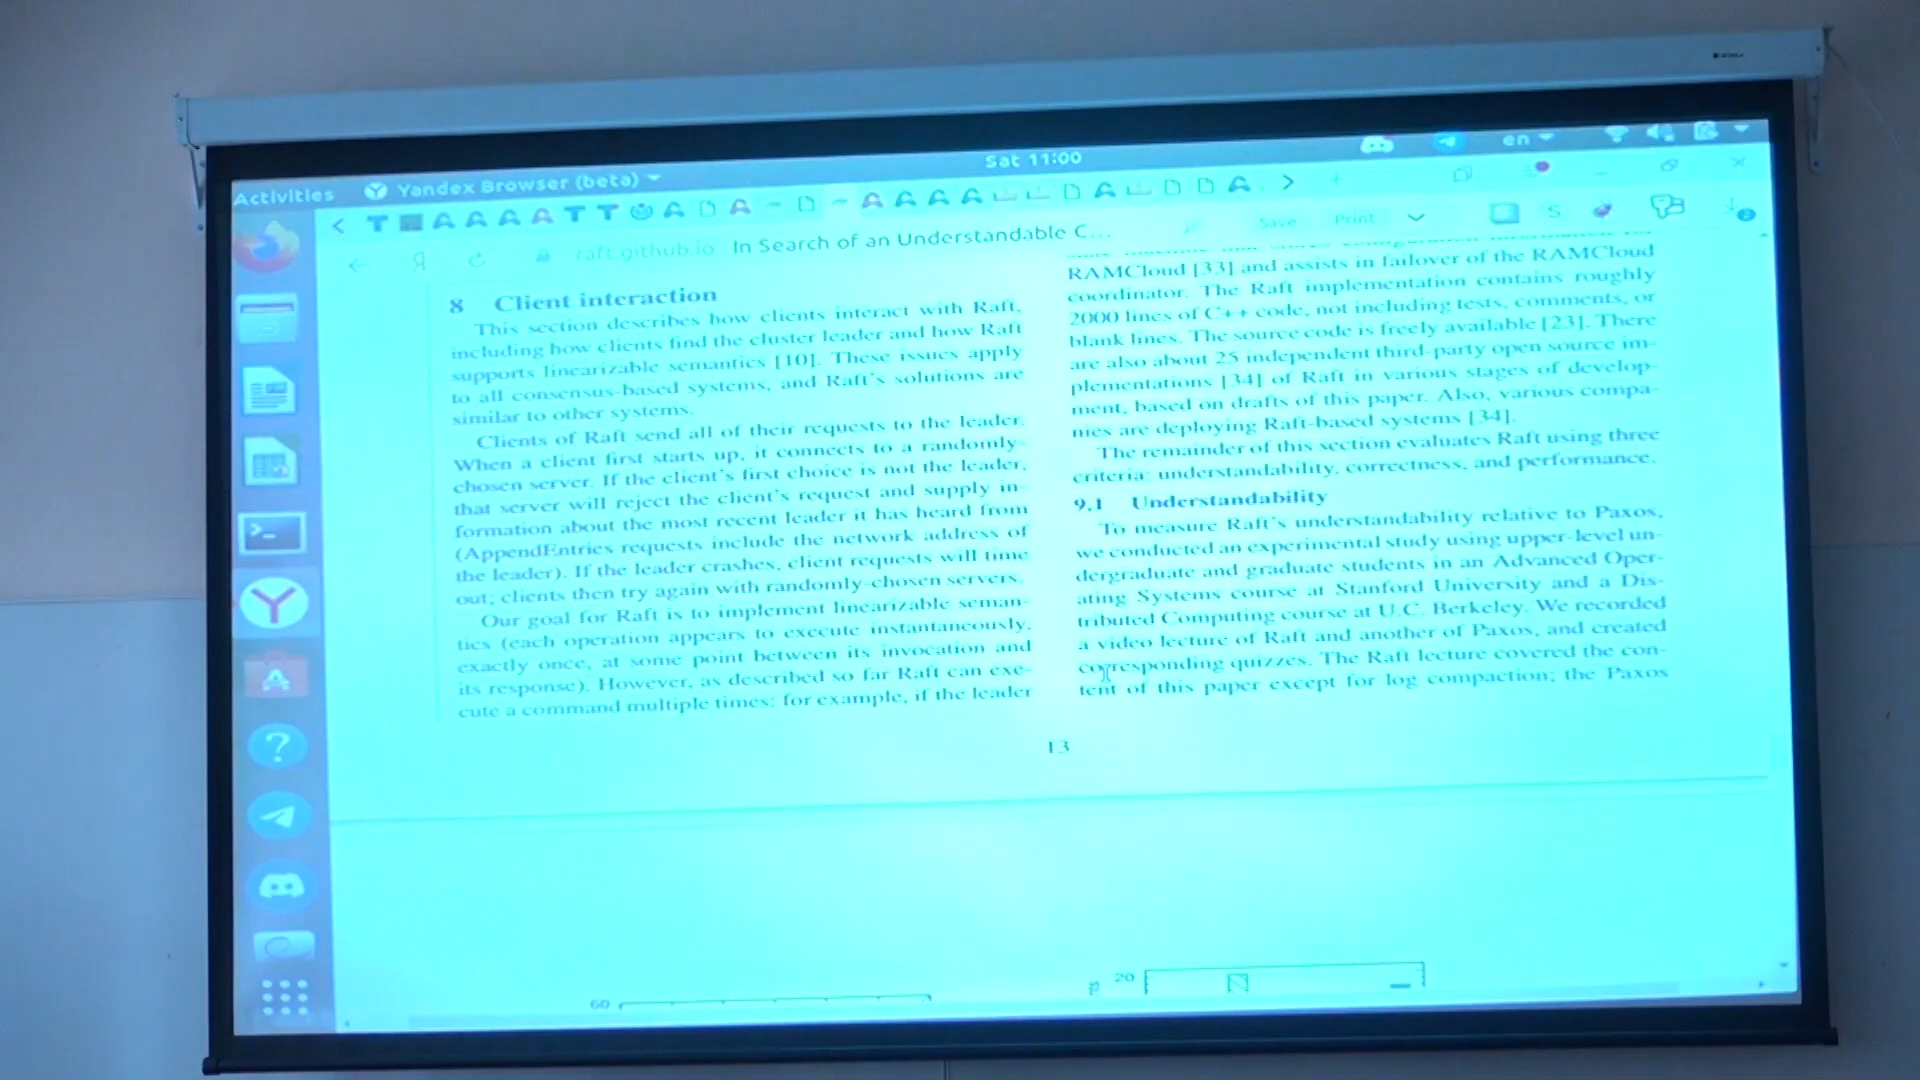 Sat 11:00
en
Activities
Yandex Browser (beta)
raft.github.io In Search of an Understandable C...
Save Print
8 Client interaction
This section describes how clients interact with Raft,
including how clients find the cluster leader and how Raft
supports linearizable semantics [10]. These issues apply
to all consensus-based systems, and Raft's solutions are
similar to other systems.
Clients of Raft send all of their requests to the leader.
When a client first starts up, it connects to a randomly-
chosen server. If the client's first choice is not the leader,
that server will reject the client's request and supply in-
formation about the most recent leader it has heard from
(AppendEntries requests include the network address of
the leader). If the leader crashes, client requests will time
out; clients then try again with randomly-chosen servers.
Our goal for Raft is to implement linearizable seman-
tics (each operation appears to execute instantaneously,
exactly once, at some point between its invocation and
its response). However, as described so far Raft can exe-
cute a command multiple times: for example, if the leader
RAMCloud [33] and assists in failover of the RAMCloud
coordinator. The Raft implementation contains roughly
2000 lines of C++ code, not including tests, comments, or
blank lines. The source code is freely available [23]. There
are also about 25 independent third-party open source im-
plementations [34] of Raft in various stages of develop-
ment, based on drafts of this paper. Also, various compa-
nies are deploying Raft-based systems [34].
The remainder of this section evaluates Raft using three
criteria: understandability, correctness, and performance.
9.1 Understandability
To measure Raft's understandability relative to Paxos,
we conducted an experimental study using upper-level un-
dergraduate and graduate students in an Advanced Oper-
ating Systems course at Stanford University and a Dis-
tributed Computing course at U.C. Berkeley. We recorded
a video lecture of Raft and another of Paxos, and created
corresponding quizzes. The Raft lecture covered the con-
tent of this paper except for log compaction; the Paxos
13
60
20